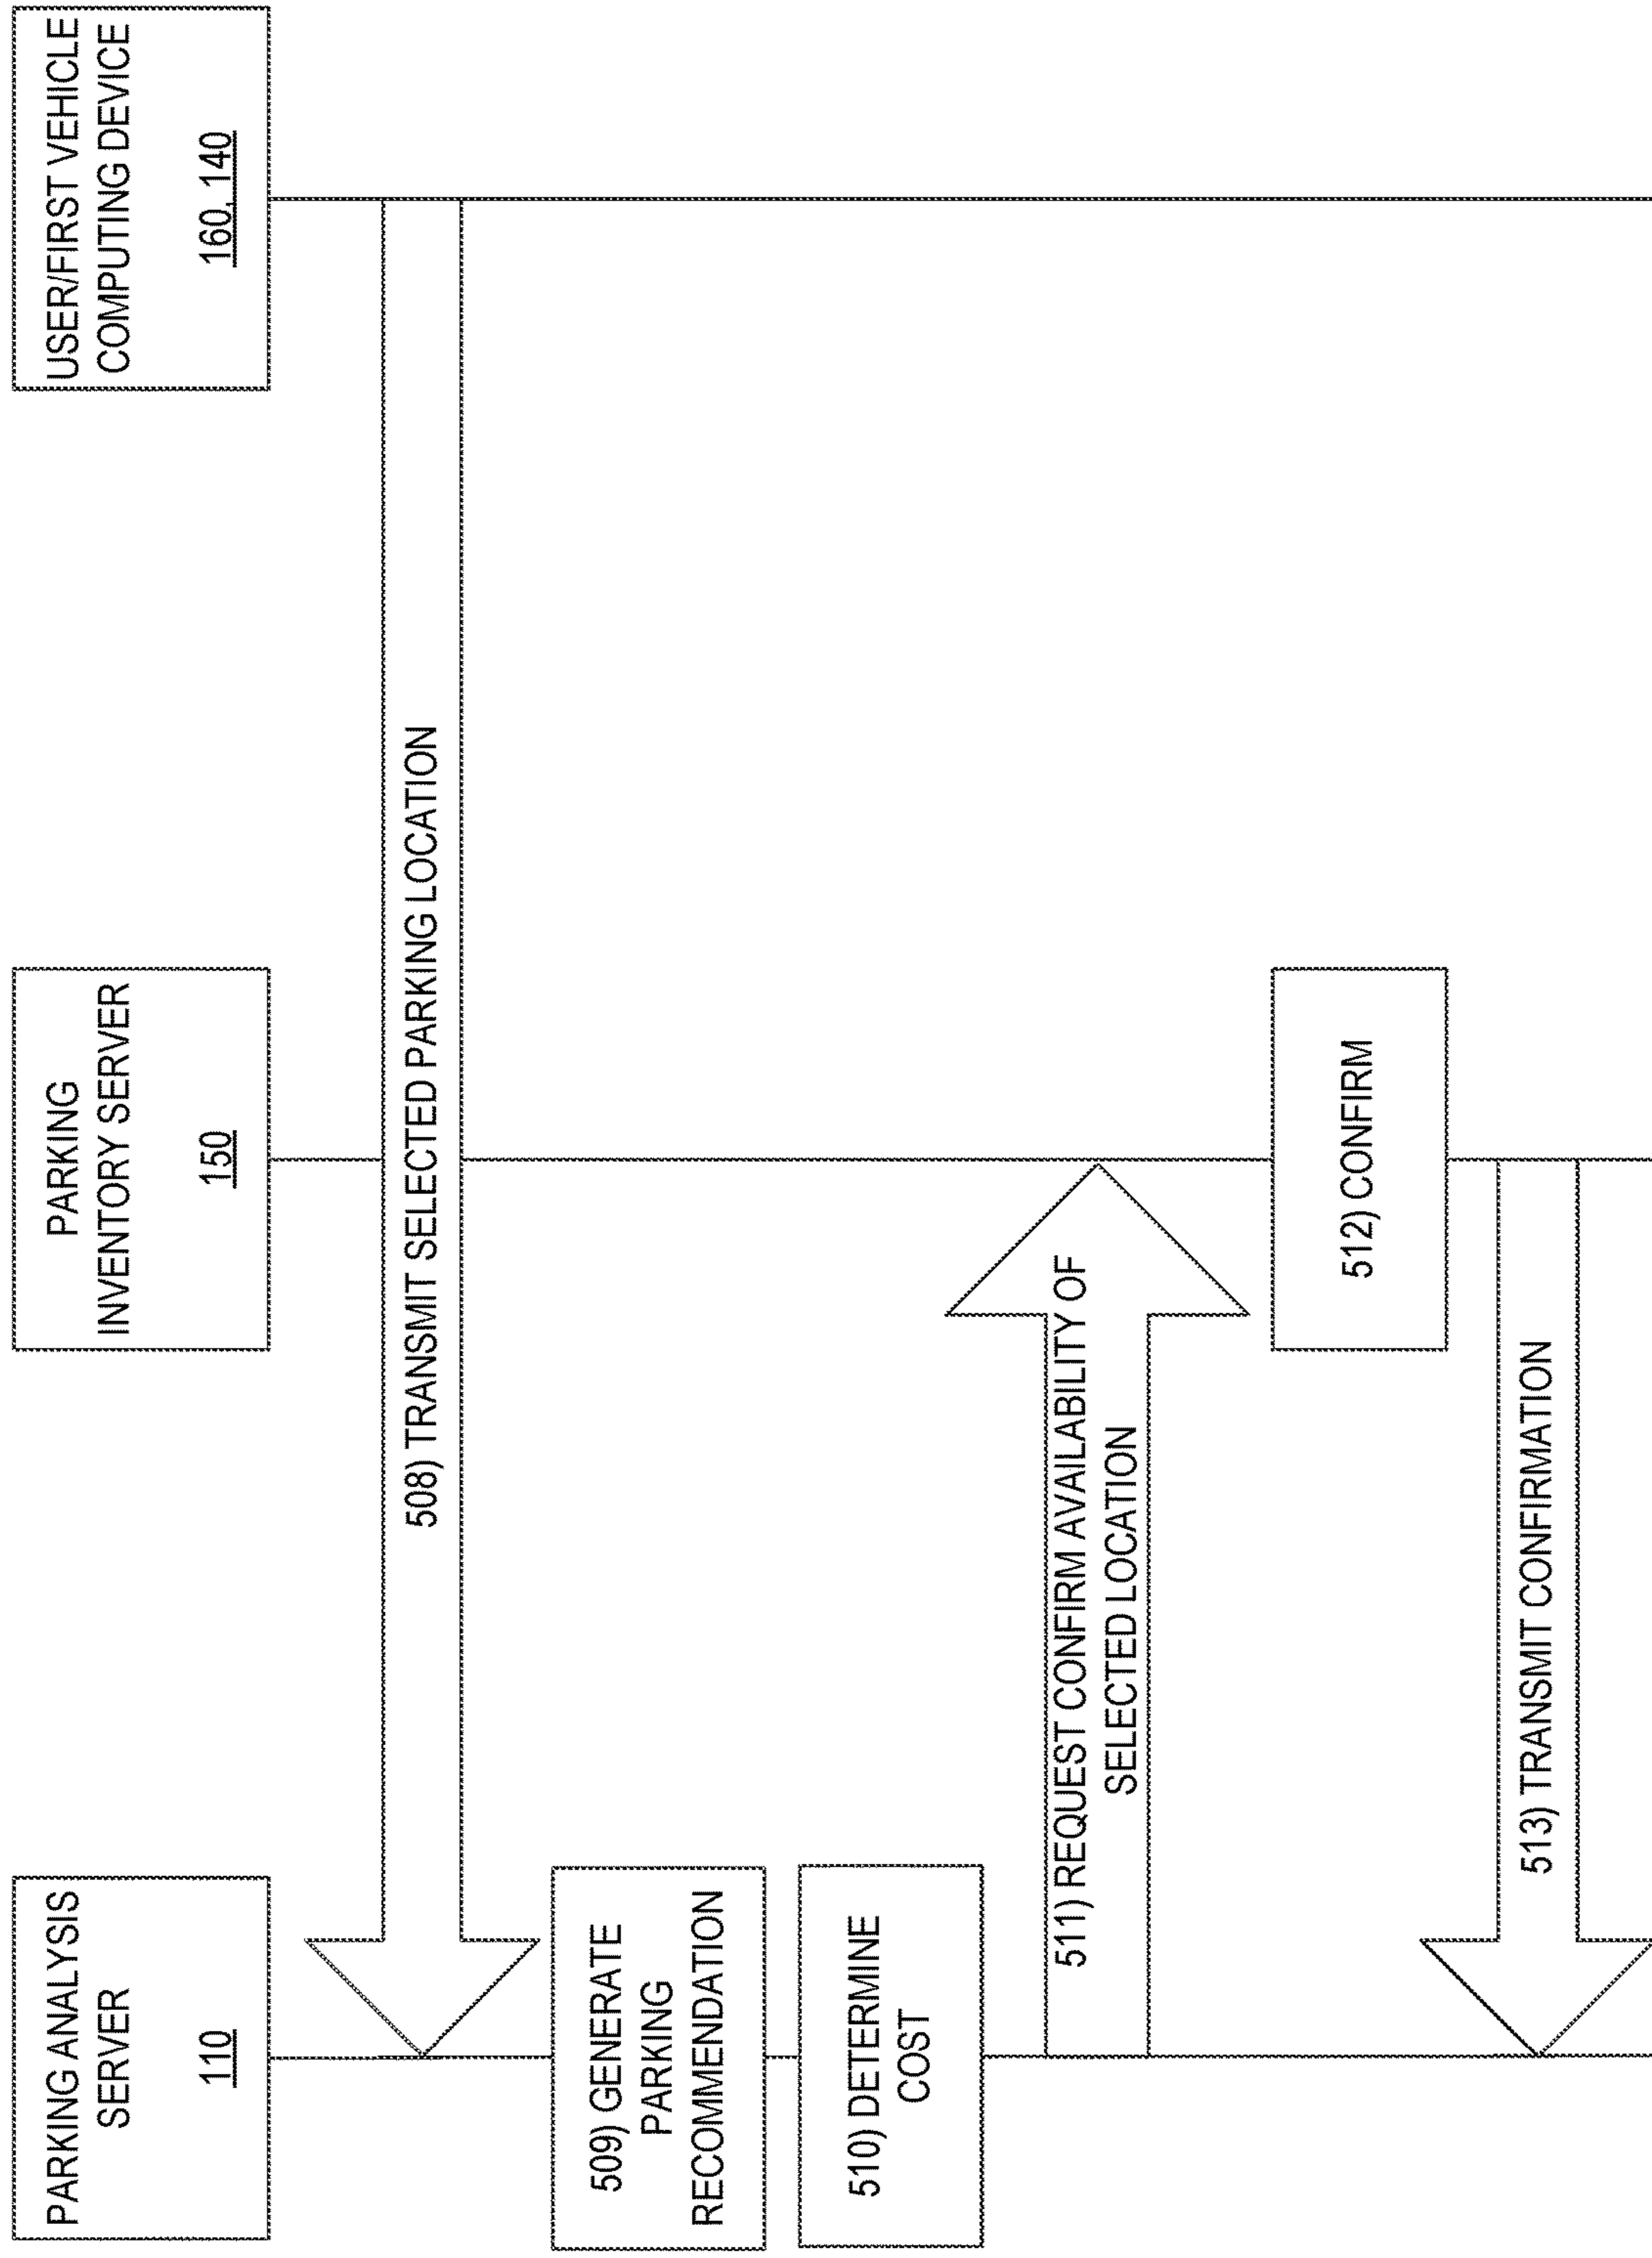 PARKING ANALYSIS
SERVER
110
PARKING
INVENTORY SERVER
150
USER/FIRST VEHICLE
COMPUTING DEVICE
160, 140
508) TRANSMIT SELECTED PARKING LOCATION
509) GENERATE
PARKING
RECOMMENDATION
510) DETERMINE
COST
511) REQUEST CONFIRM AVAILABILITY OF
SELECTED LOCATION
512) CONFIRM
513) TRANSMIT CONFIRMATION